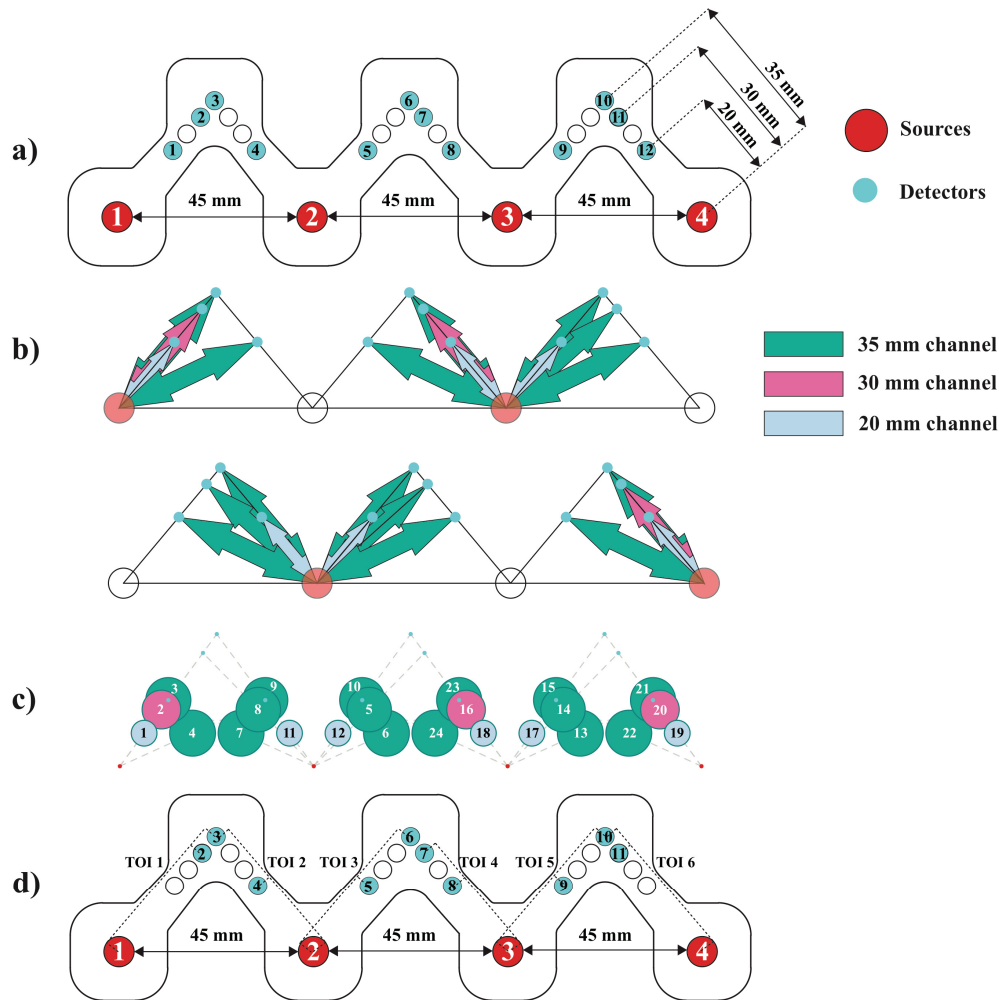 35 mm
30 mm
20 mm
3 6 10
2 7 11
1 4 5 8 9 12
a)
Sources
Detectors
45 mm 45 mm 45 mm
1 2 3 4
b)
35 mm channel
30 mm channel
20 mm channel
c)
3 9 10 23 15 21
2 8 5 16 14 20
1 4 7 11 12 6 24 18 17 13 22 19
d)
3 6 10
2 7 11
TOI 1 TOI 2 TOI 3 TOI 4 TOI 5 TOI 6
4 5 8 9
45 mm 45 mm 45 mm
1 2 3 4